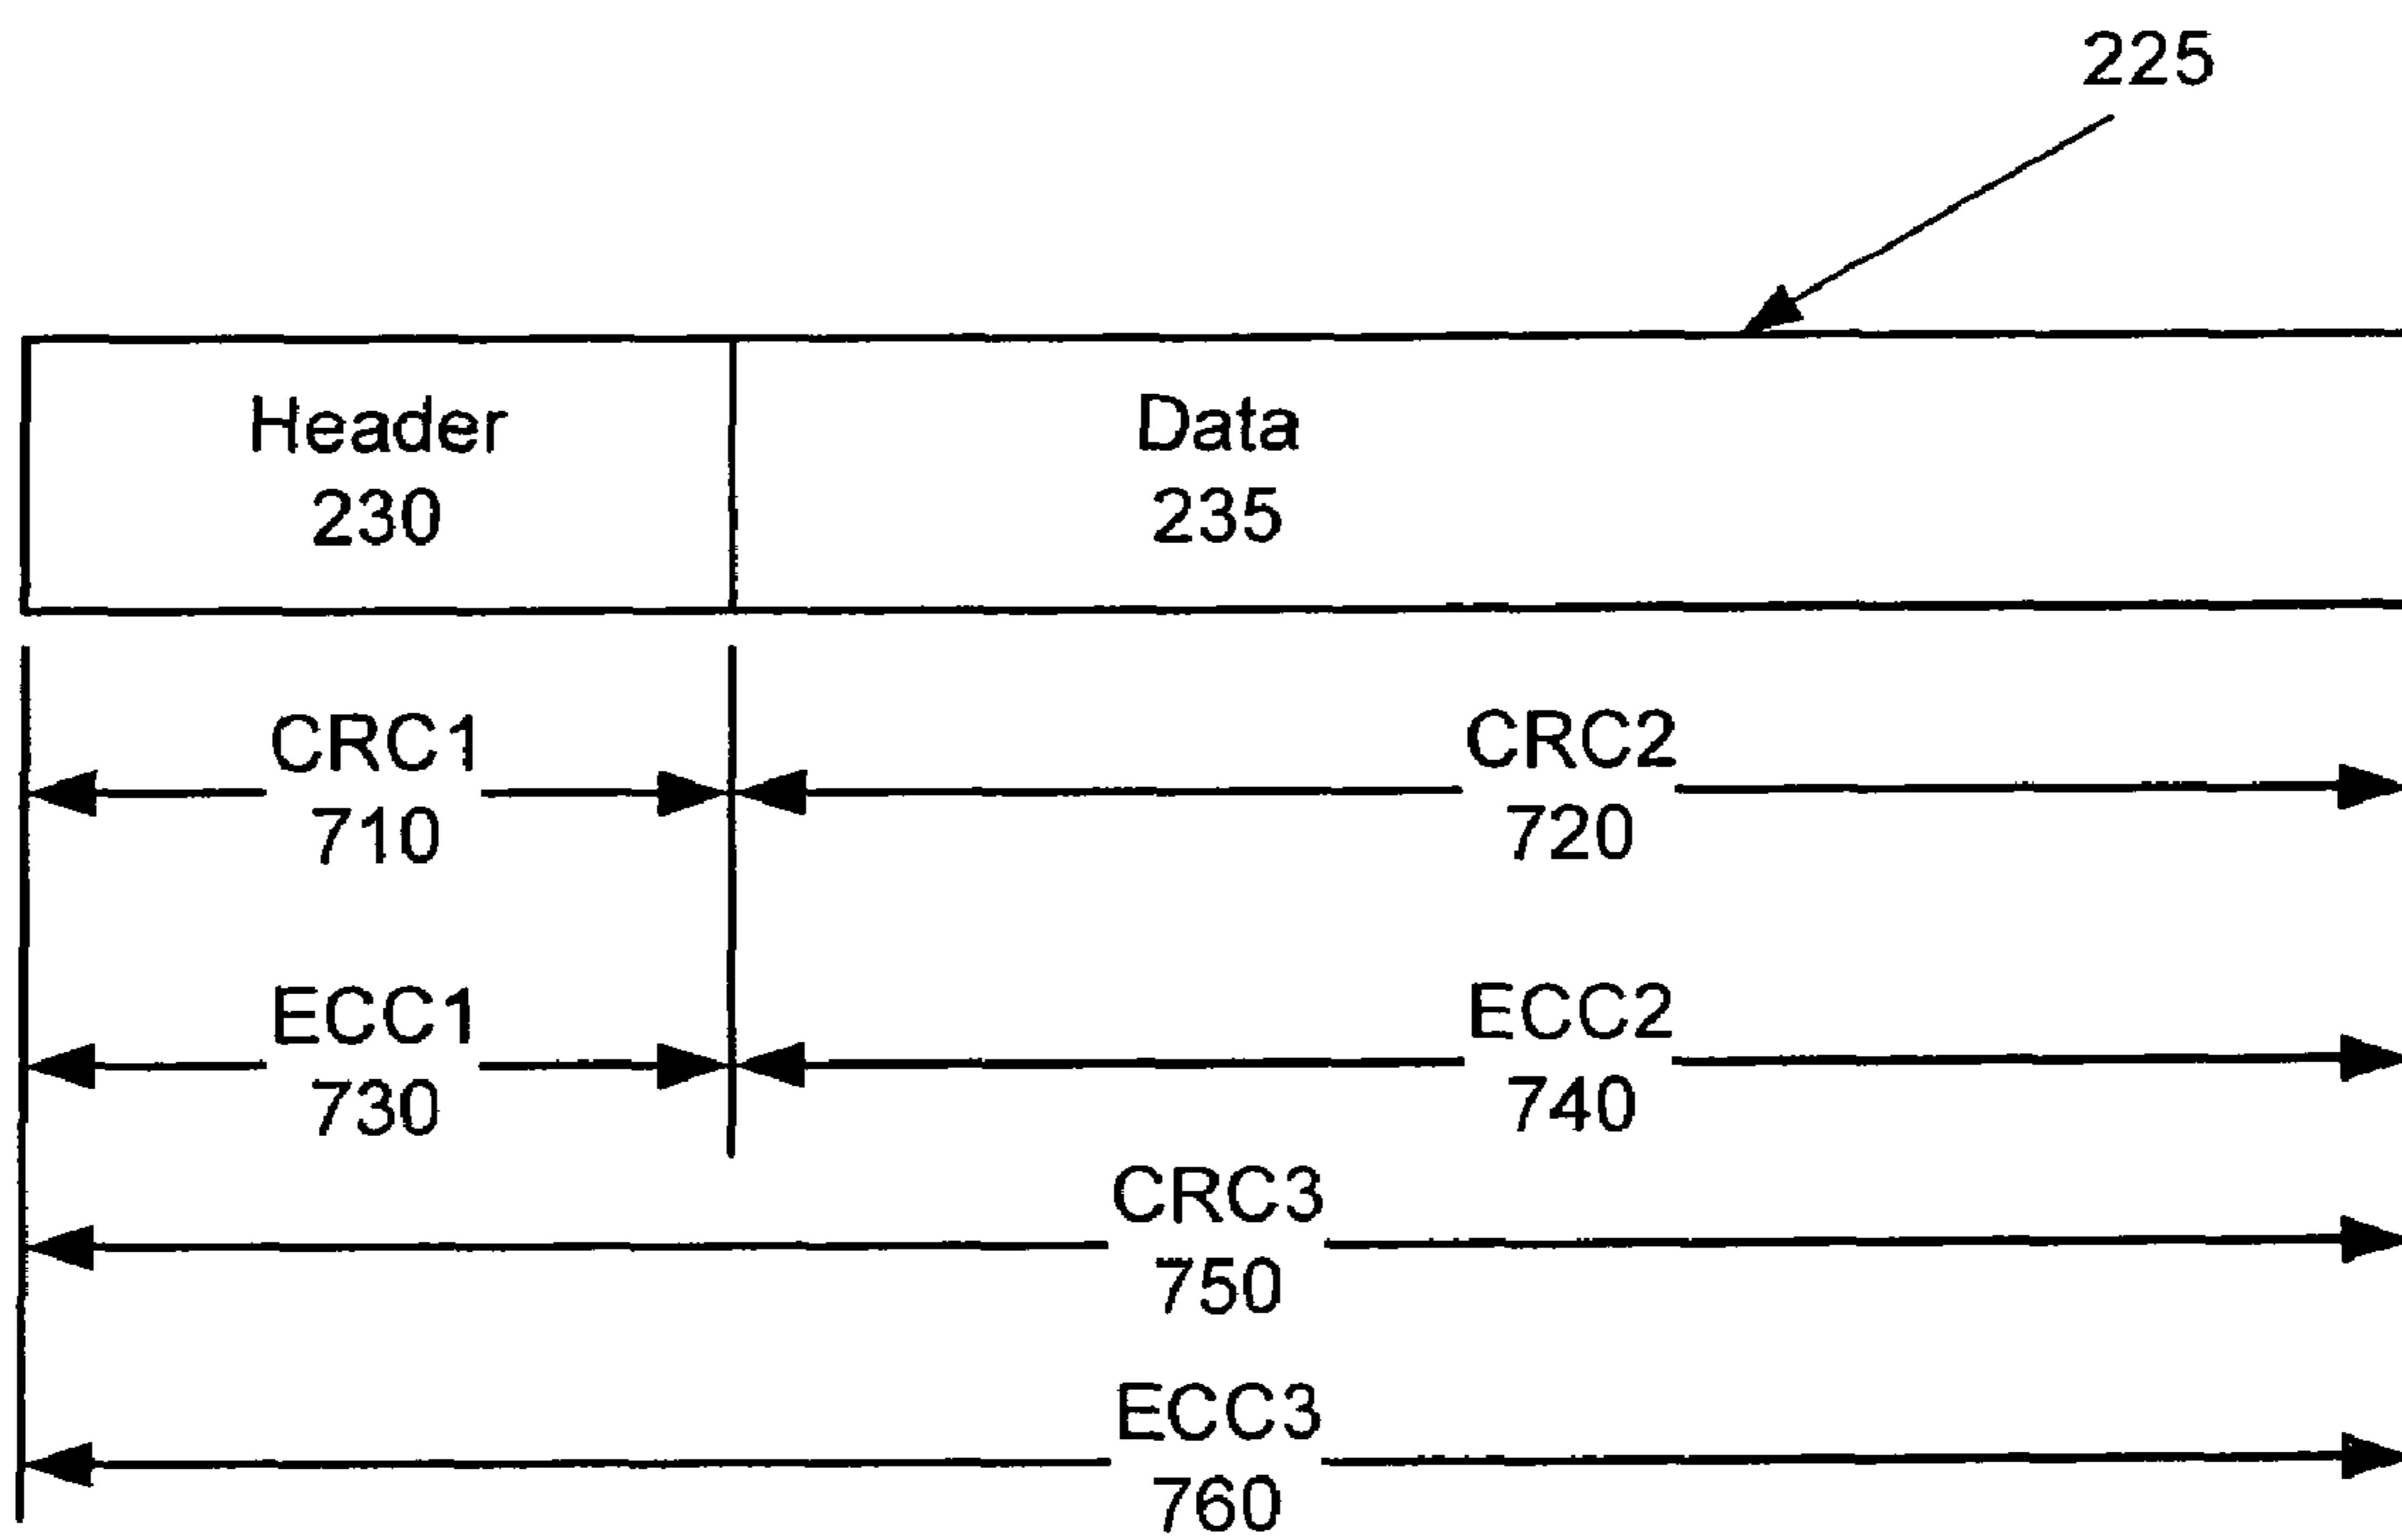 225
Header
230
Data
235
CRC1
710
CRC2
720
ECC1
730
ECC2
740
CRC3
750
ECC3
760